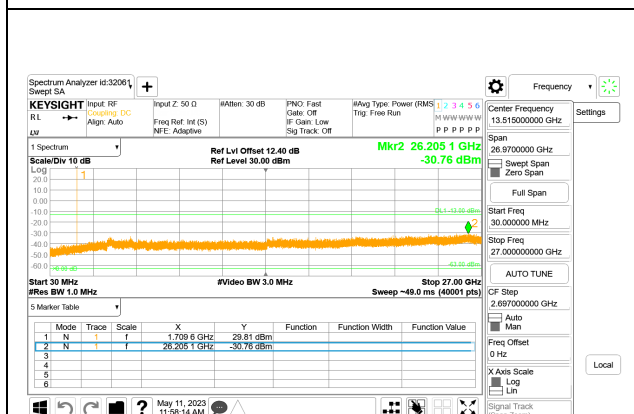 Spectrum Analyzer id:32061
Swept SA
Frequency
KEYSIGHT
RL
LXI
Input: RF
Coupling: DC
Align: Auto
Input Z: 50 Ω
Freq Ref: Int (S)
NFE: Adaptive
#Atten: 30 dB
PNO: Fast
Gate: Off
IF Gain: Low
Sig Track: Off
#Avg Type: Power (RMS
Trig: Free Run
1 2 3 4 5 6
M W W W W W
P P P P P P
Center Frequency
13.515000000 GHz
Settings
1 Spectrum
Scale/Div 10 dB
Ref Lvl Offset 12.40 dB
Ref Level 30.00 dBm
Mkr2 26.205 1 GHz
-30.76 dBm
Span
26.9700000 GHz
Swept Span
Zero Span
Full Span
Log
20.0
10.0
0.00
-10.0
-20.0
-30.0
-40.0
-50.0
-60.0
1
2
Start Freq
30.000000 MHz
Stop Freq
27.000000000 GHz
AUTO TUNE
Start 30 MHz
#Res BW 1.0 MHz
#Video BW 3.0 MHz
Stop 27.00 GHz
Sweep ~49.0 ms (40001 pts)
CF Step
2.697000000 GHz
Auto
Man
Freq Offset
0 Hz
X Axis Scale
Log
Lin
Signal Track
Local
5 Marker Table
Mode Trace Scale X Y Function Function Width Function Value
1 N 1 f 1.709 6 GHz 29.81 dBm
2 N 1 f 26.205 1 GHz -30.76 dBm
3
4
5
6
May 11, 2023
11:58:14 AM